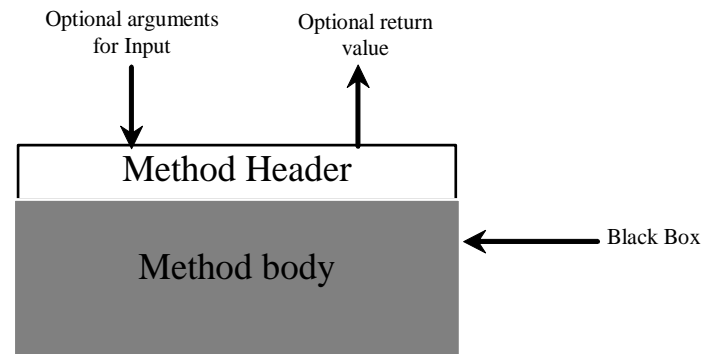 Optional arguments
for Input
Optional return
value
Method Header
Method body
Black Box